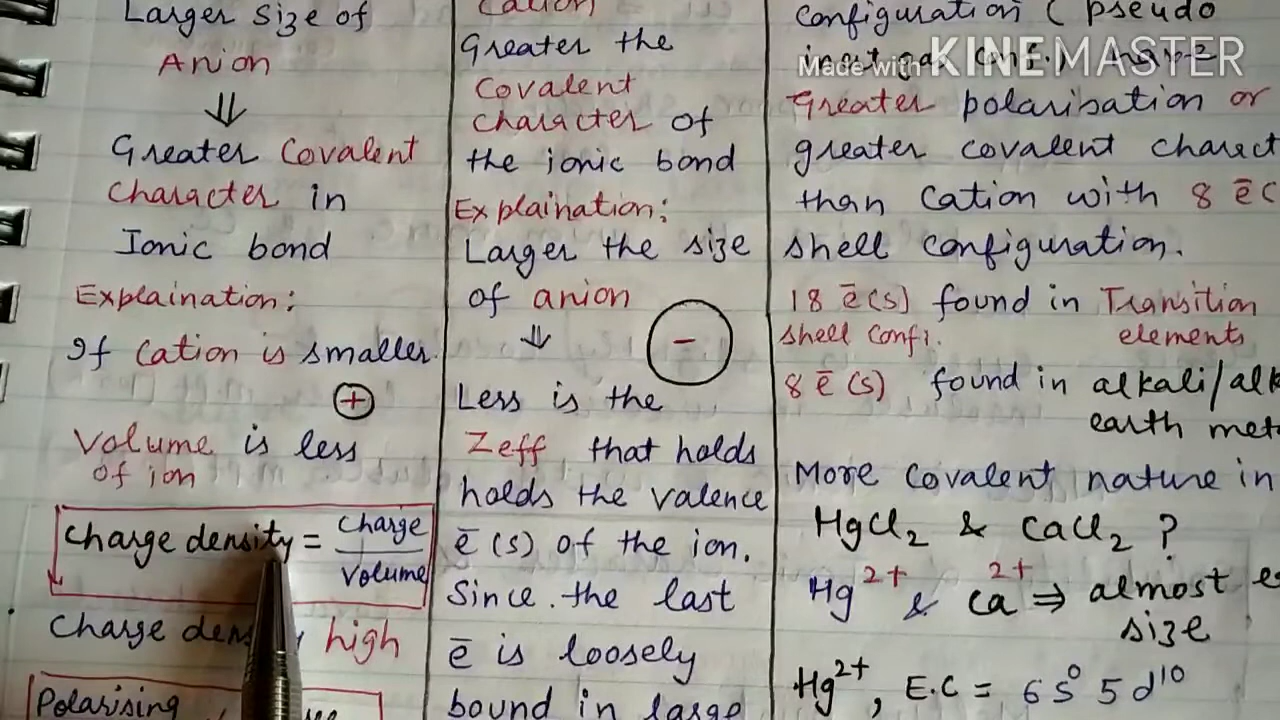 Larger size of
Anion
⇓
Greater Covalent
Character in
Ionic bond
Explaination:
If Cation is smaller.
+
Volume is less
of ion
Charge density = Charge
Volume
Charge high
Polarising
Cation
Greater the
Covalent
Character of
the ionic bond
Explaination:
Larger the size
of anion
⇓
−
Less is the
Zeff, that holds
holds the valence
ē (s) of the ion.
Since the last
ē is loosely
bound in large
Configuration ( pseudo
Made with KINEMASTER
Greater polarisation or
greater covalent
than Cation with 8 ē
shell configuration.
18 ē(s) found in Transition
shell Confi. elements
8 ē (s) found in alkali/
earth
More Covalent nature in
HgCl2 & CaCl2 ?
Hg2+ & Ca2+ ⇒ almost
size
Hg2+, E.C = 6s0 5d10